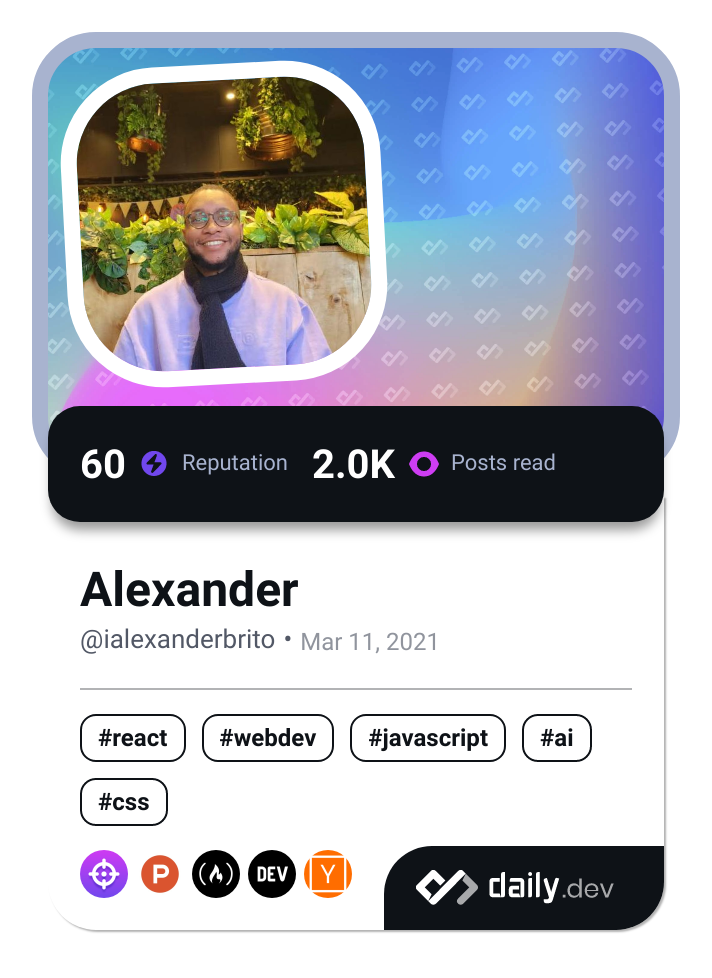 60 Reputation 2.0K Posts read
Alexander
@ialexanderbrito • Mar 11, 2021
#react #webdev #javascript #ai
#css
P DEV Y
daily.dev